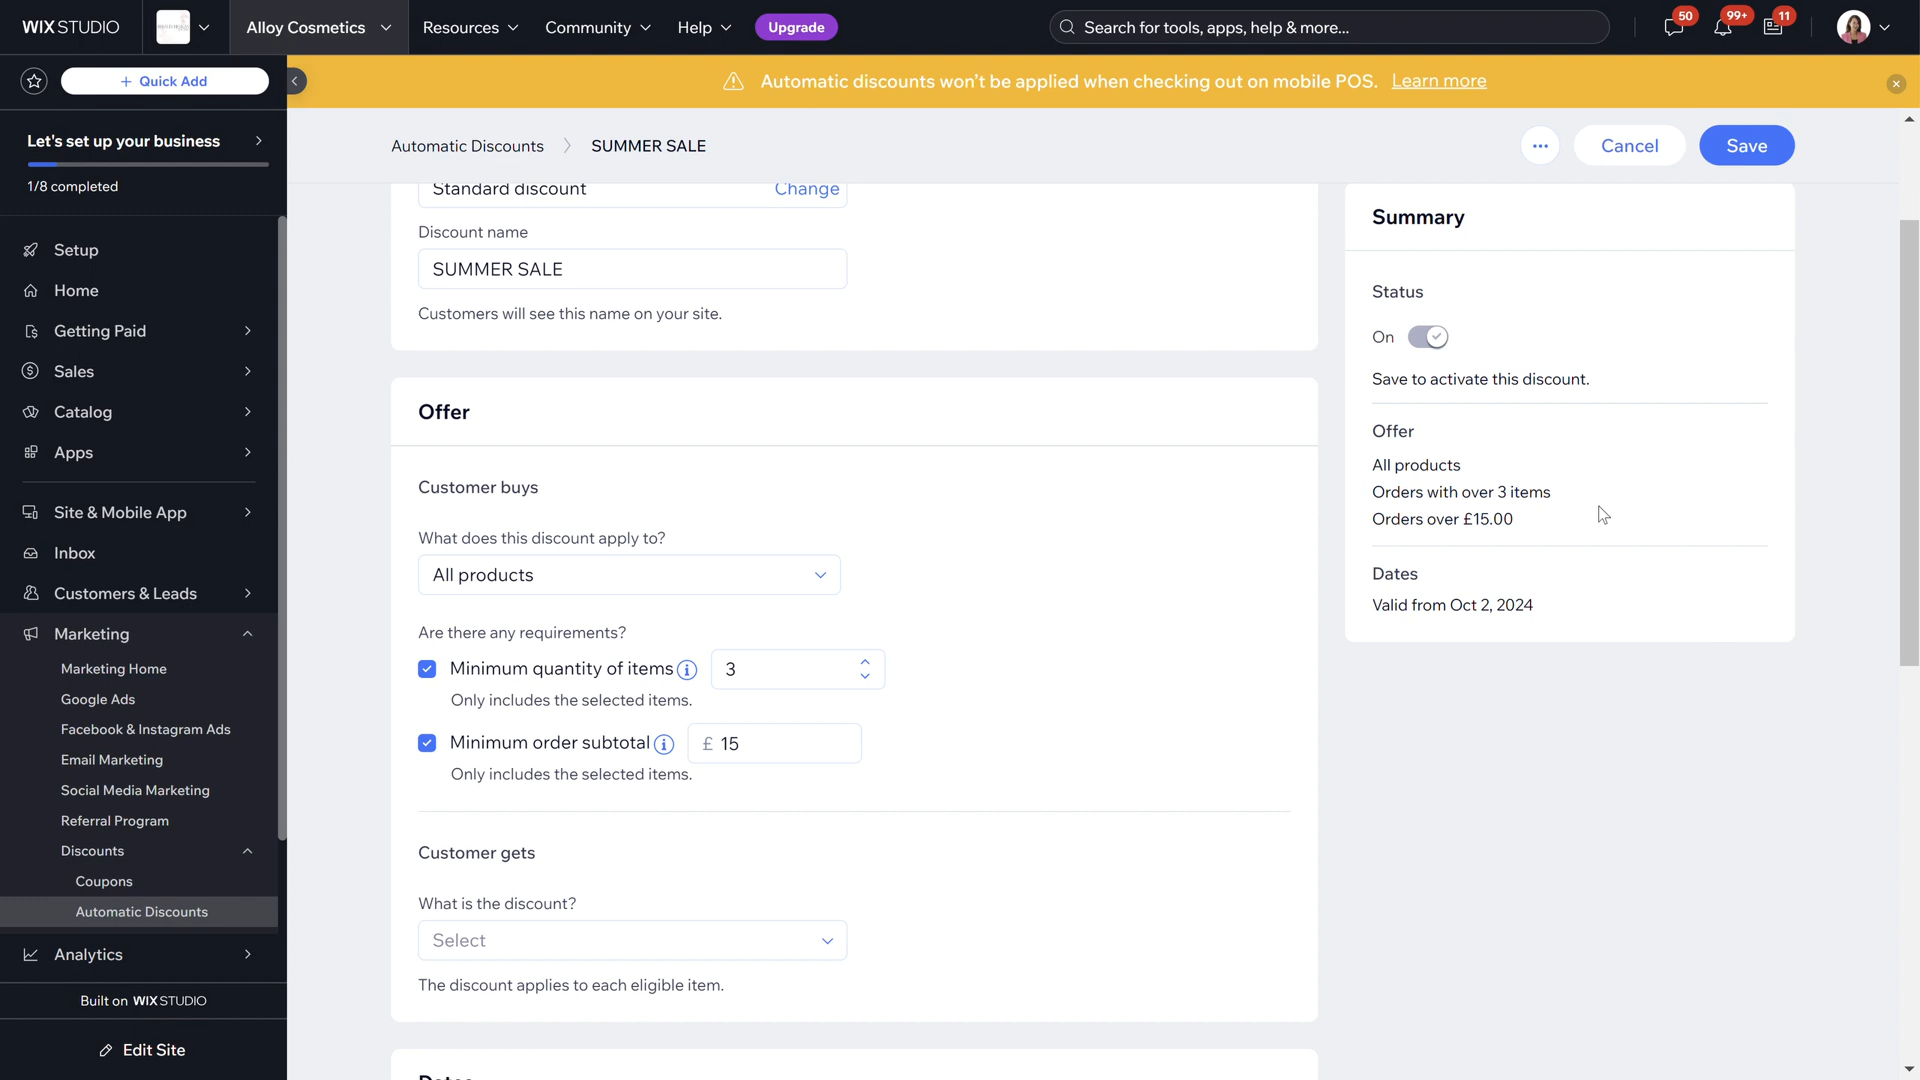 WIX STUDIO
Alloy Cosmetics
Resources
Community
Help
Upgrade
Search for tools, apps, help & more...
50
99+
11
+ Quick Add
Automatic discounts won't be applied when checking out on mobile POS. Learn more
Let's set up your business
1/8 completed
Setup
Home
Getting Paid
Sales
Catalog
Apps
Site & Mobile App
Inbox
Customers & Leads
Marketing
Marketing Home
Google Ads
Facebook & Instagram Ads
Email Marketing
Social Media Marketing
Referral Program
Discounts
Coupons
Automatic Discounts
Analytics
Built on WIX STUDIO
Edit Site
Automatic Discounts
SUMMER SALE
Cancel
Save
Standard discount
Change
Discount name
SUMMER SALE
Customers will see this name on your site.
Offer
Customer buys
What does this discount apply to?
All products
Are there any requirements?
Minimum quantity of items
3
Only includes the selected items.
Minimum order subtotal
£ 15
Only includes the selected items.
Customer gets
What is the discount?
Select
The discount applies to each eligible item.
Dates
Summary
Status
On
Save to activate this discount.
Offer
All products
Orders with over 3 items
Orders over £15.00
Dates
Valid from Oct 2, 2024